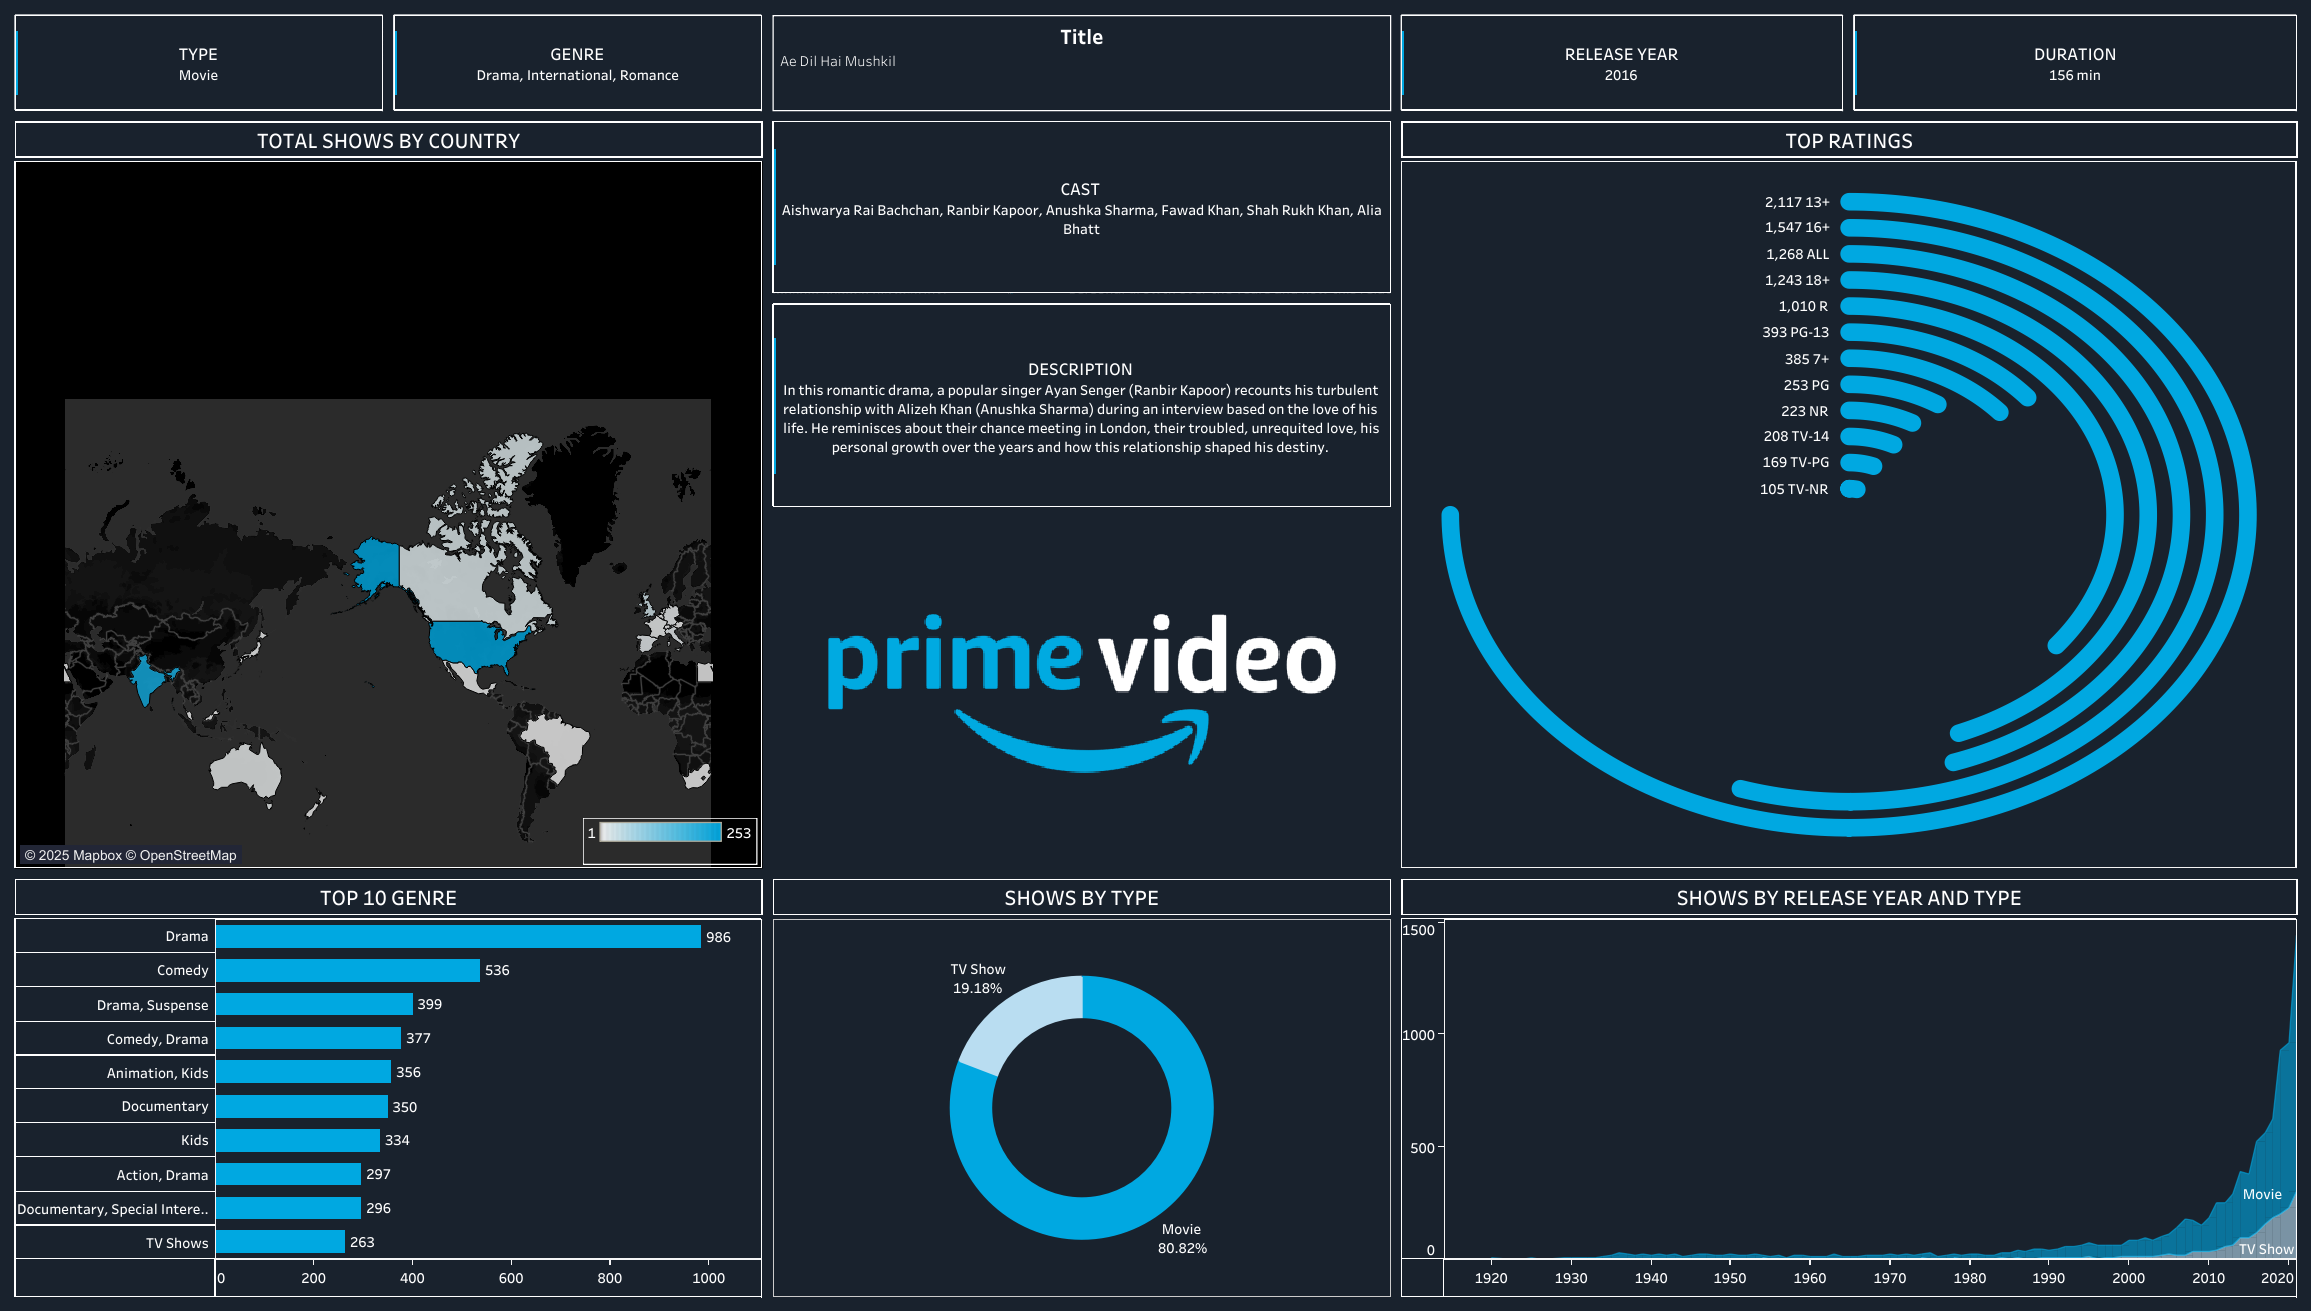 TYPE
Movie
GENRE
Drama, International, Romance
Title
Ae Dil Hai Mushkil
RELEASE YEAR
2016
DURATION
156 min
TOTAL SHOWS BY COUNTRY
1
253
© 2025 Mapbox © OpenStreetMap
CAST
Aishwarya Rai Bachchan, Ranbir Kapoor, Anushka Sharma, Fawad Khan, Shah Rukh Khan, Alia
Bhatt
DESCRIPTION
In this romantic drama, a popular singer Ayan Senger (Ranbir Kapoor) recounts his turbulent
relationship with Alizeh Khan (Anushka Sharma) during an interview based on the love of his
life. He reminisces about their chance meeting in London, their troubled, unrequited love, his
personal growth over the years and how this relationship shaped his destiny.
prime video
TOP RATINGS
2,117 13+
1,547 16+
1,268 ALL
1,243 18+
1,010 R
393 PG-13
385 7+
253 PG
223 NR
208 TV-14
169 TV-PG
105 TV-NR
TOP 10 GENRE
Drama 986
Comedy 536
Drama, Suspense 399
Comedy, Drama 377
Animation, Kids 356
Documentary 350
Kids 334
Action, Drama 297
Documentary, Special Intere.. 296
TV Shows 263
0 200 400 600 800 1000
SHOWS BY TYPE
TV Show
19.18%
Movie
80.82%
SHOWS BY RELEASE YEAR AND TYPE
1500
1000
500
0
Movie
TV Show
1920 1930 1940 1950 1960 1970 1980 1990 2000 2010 2020